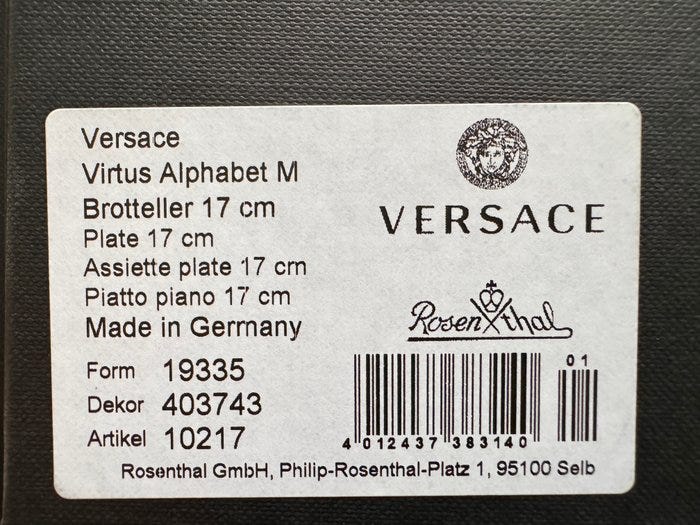 Versace
Virtus Alphabet M
Brotteller 17 cm
Plate 17 cm
Assiette plate 17 cm
Piatto piano 17 cm
Made in Germany
Form 19335
Dekor 403743
Artikel 10217
VERSACE
Rosenthal
01
4 012437 383140
Rosenthal GmbH, Philip-Rosenthal-Platz 1, 95100 Selb